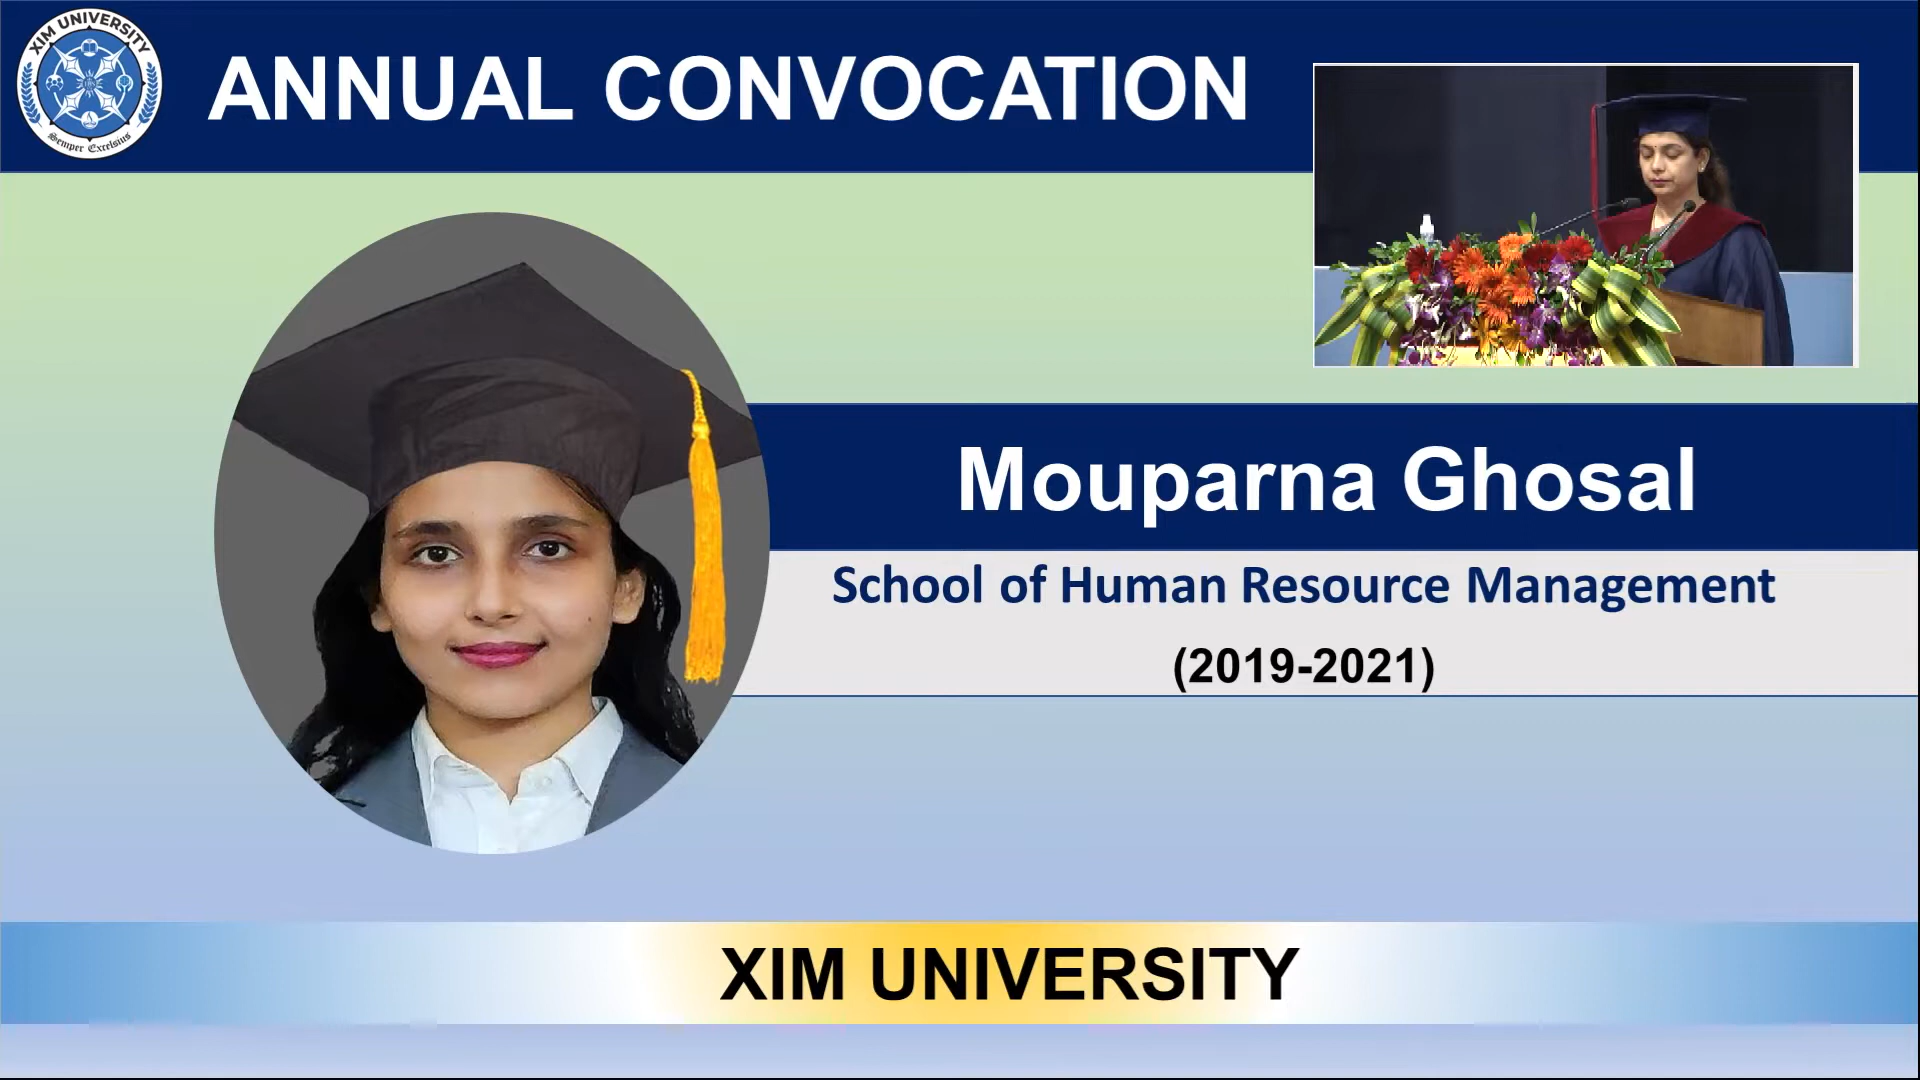 XIM UNIVERSITY
Semper Excelsius
ANNUAL CONVOCATION
Mouparna Ghosal
School of Human Resource Management
(2019-2021)
XIM UNIVERSITY